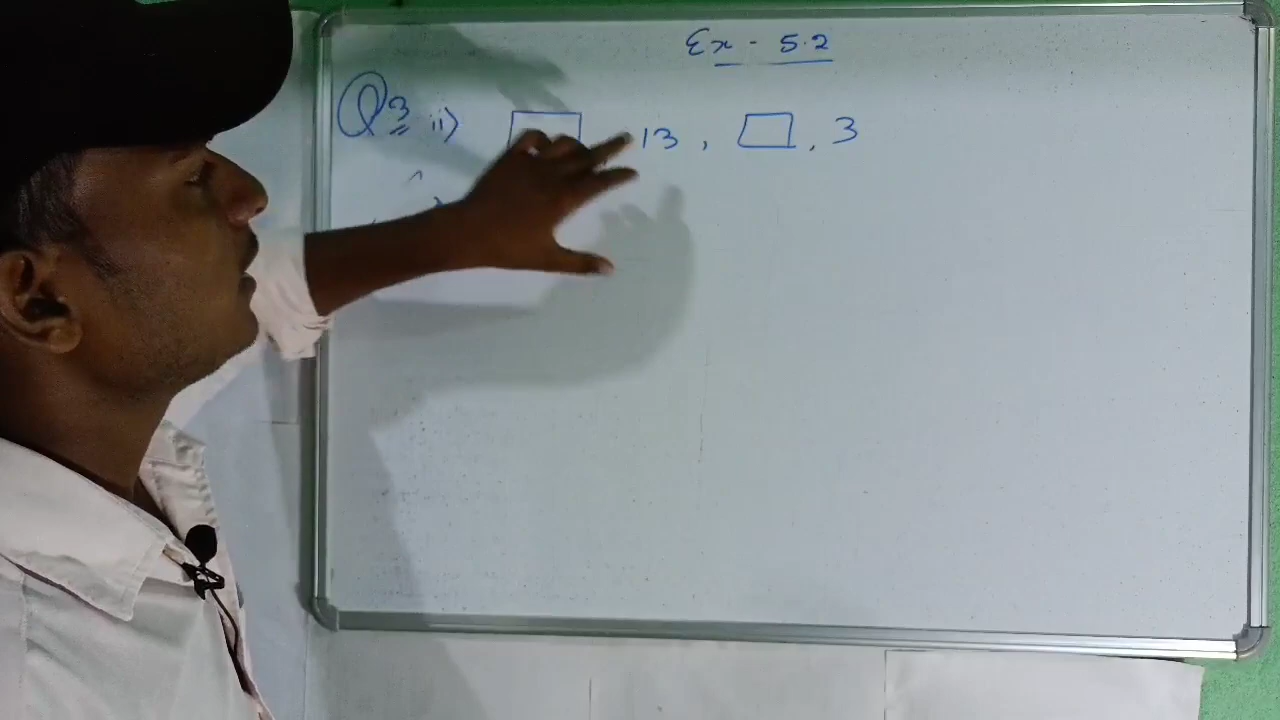 Ex - 5.2
Q3 ii) □ 13, □, 3